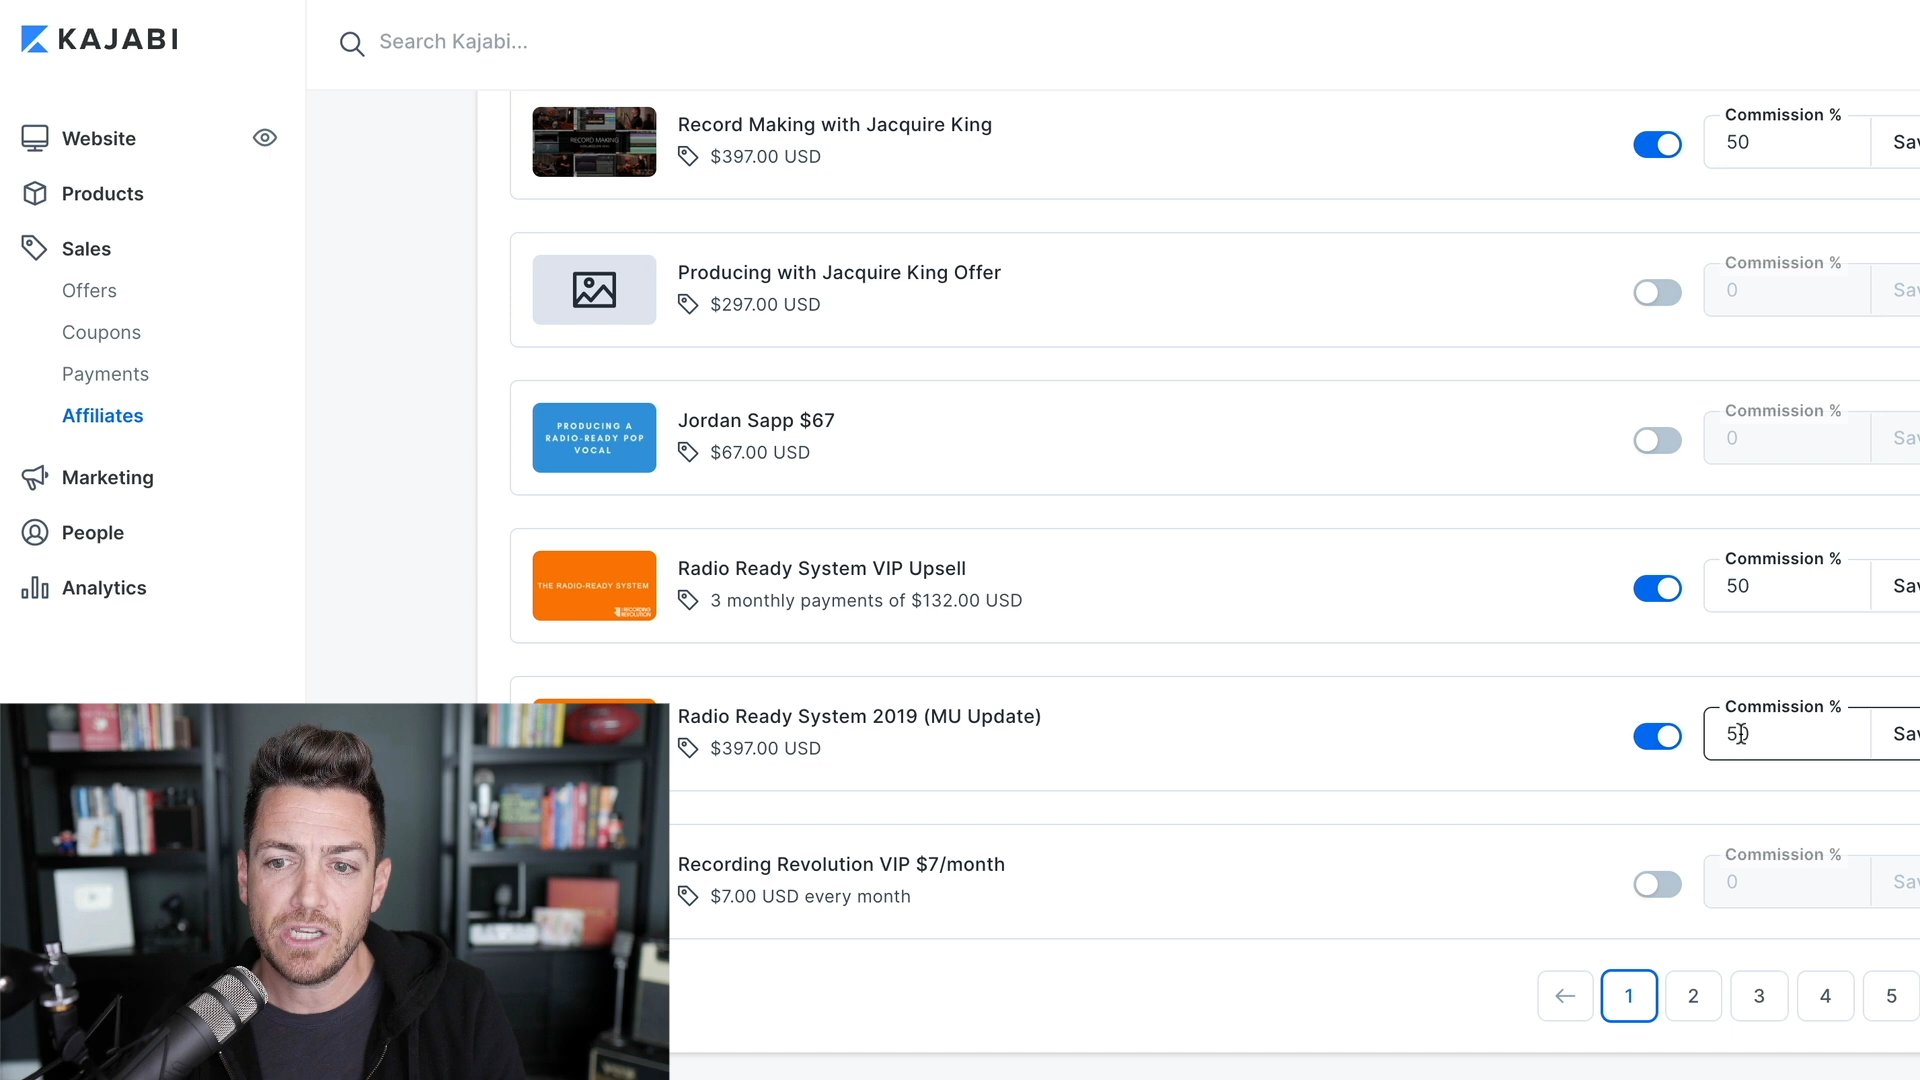 KAJABI
Search Kajabi...
Website
Products
Sales
Offers
Coupons
Payments
Affiliates
Marketing
People
Analytics
RECORD MAKING
Record Making with Jacquire King
$397.00 USD
Commission %
50
Sav
Producing with Jacquire King Offer
$297.00 USD
Commission %
0
Sav
PRODUCING A
RADIO-READY POP
VOCAL
Jordan Sapp $67
$67.00 USD
Commission %
0
Sav
THE RADIO-READY SYSTEM
RECORDING
REVOLUTION
Radio Ready System VIP Upsell
3 monthly payments of $132.00 USD
Commission %
50
Sav
Radio Ready System 2019 (MU Update)
$397.00 USD
Commission %
50
Sav
Recording Revolution VIP $7/month
$7.00 USD every month
Commission %
0
Sav
1
2
3
4
5